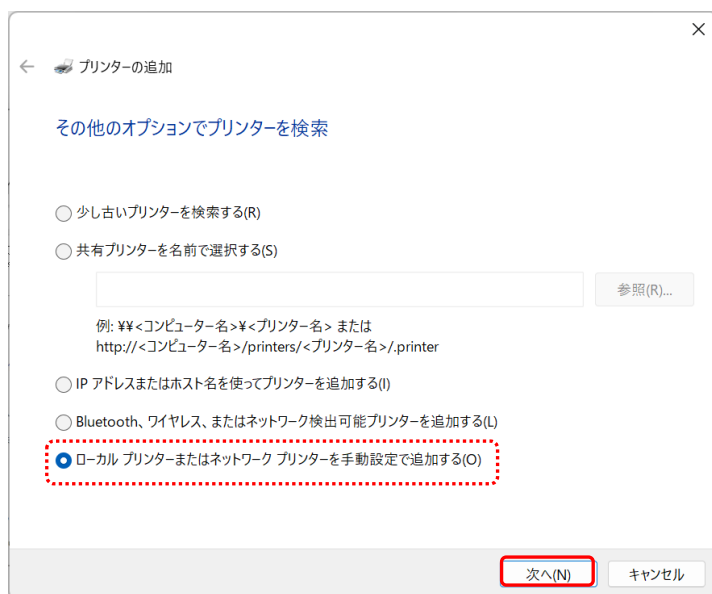 プリンターの追加
その他のオプションでプリンターを検索
少し古いプリンターを検索する(R)
共有プリンターを名前で選択する(S)
参照(R)...
例: ¥¥<コンピューター名>¥<プリンター名> または
http://<コンピューター名>/printers/<プリンター名>/.printer
IP アドレスまたはホスト名を使ってプリンターを追加する(I)
Bluetooth、ワイヤレス、またはネットワーク検出可能プリンターを追加する(L)
ローカル プリンターまたはネットワーク プリンターを手動設定で追加する(O)
次へ(N)
キャンセル